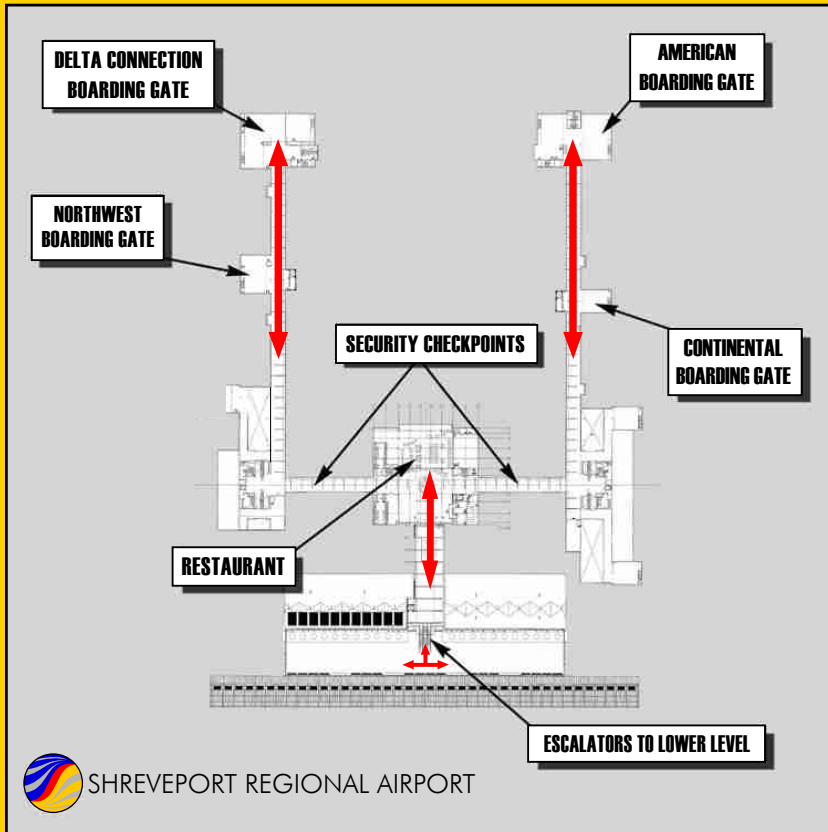 DELTA CONNECTION
BOARDING GATE
AMERICAN
BOARDING GATE
NORTHWEST
BOARDING GATE
SECURITY CHECKPOINTS
CONTINENTAL
BOARDING GATE
RESTAURANT
ESCALATORS TO LOWER LEVEL
SHREVEPORT REGIONAL AIRPORT